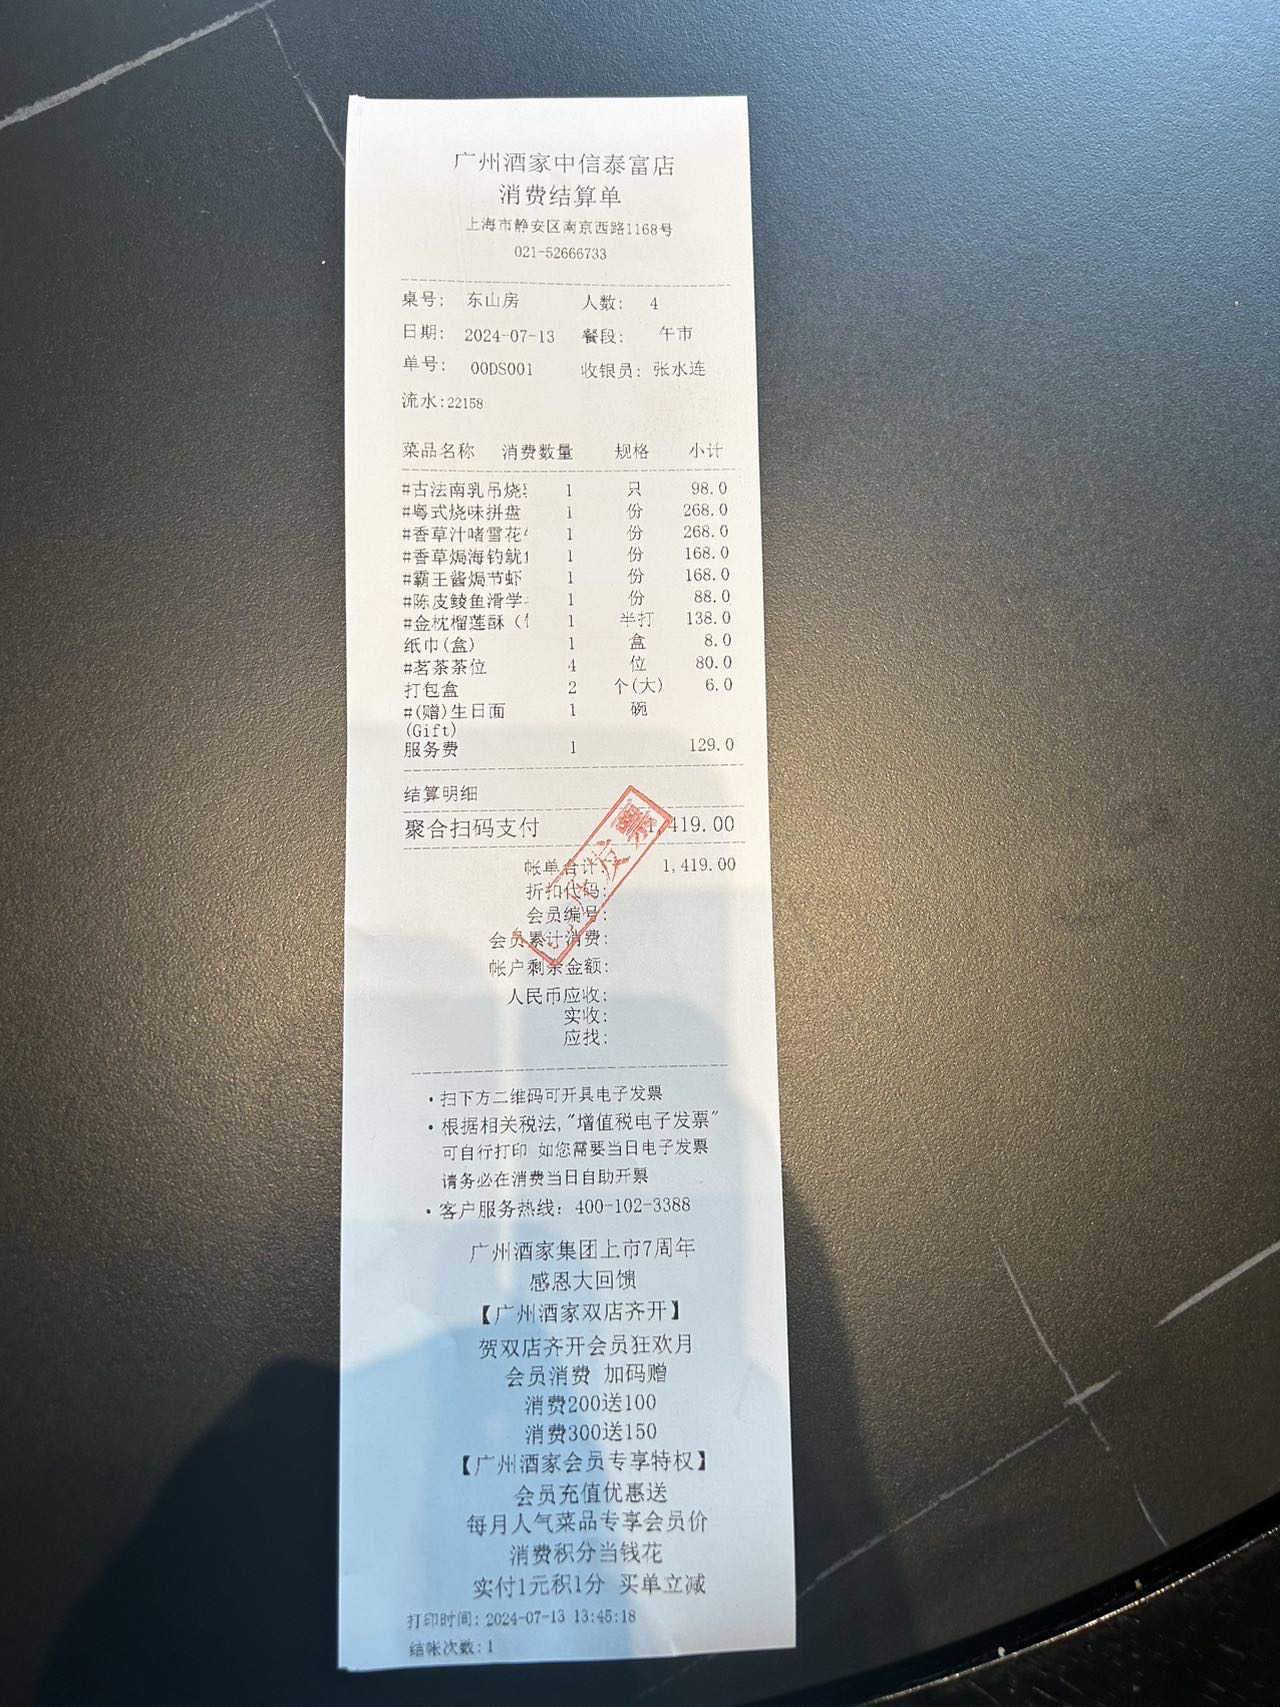 广州酒家中信泰富店
消费结算单
上海市静安区南京西路1168号
021-52666733
桌号: 东山房 人数: 4
日期: 2024-07-13 餐段: 午市
单号: 00DS001 收银员: 张水连
流水:22158
菜品名称 消费数量 规格 小计
#古法南乳吊烧 1 只 98.0
#粤式烧味拼盘 1 份 268.0
#香草汁啫雪花 1 份 268.0
#香草焗海钓鱿 1 份 168.0
#霸王酱焗节虾 1 份 168.0
#陈皮鲮鱼滑学 1 份 88.0
#金枕榴莲酥( 1 半打 138.0
纸巾(盒) 1 盒 8.0
#茗茶茶位 4 位 80.0
打包盒 2 个(大) 6.0
#(赠)生日面 1 碗
(Gift)
服务费 1 129.0
结算明细
聚合扫码支付 1,419.00
帐单合计: 1,419.00
折扣代码:
会员编号:
会员累计消费:
帐户剩余金额:
人民币应收:
实收:
应找:
·扫下方二维码可开具电子发票
·根据相关税法,"增值税电子发票"
可自行打印 如您需要当日电子发票
请务必在消费当日自助开票
·客户服务热线: 400-102-3388
广州酒家集团上市7周年
感恩大回馈
【广州酒家双店齐开】
贺双店齐开会员狂欢月
会员消费 加码赠
消费200送100
消费300送150
【广州酒家会员专享特权】
会员充值优惠送
每月人气菜品专享会员价
消费积分当钱花
实付1元积1分 买单立减
打印时间: 2024-07-13 13:45:18
结帐次数:1